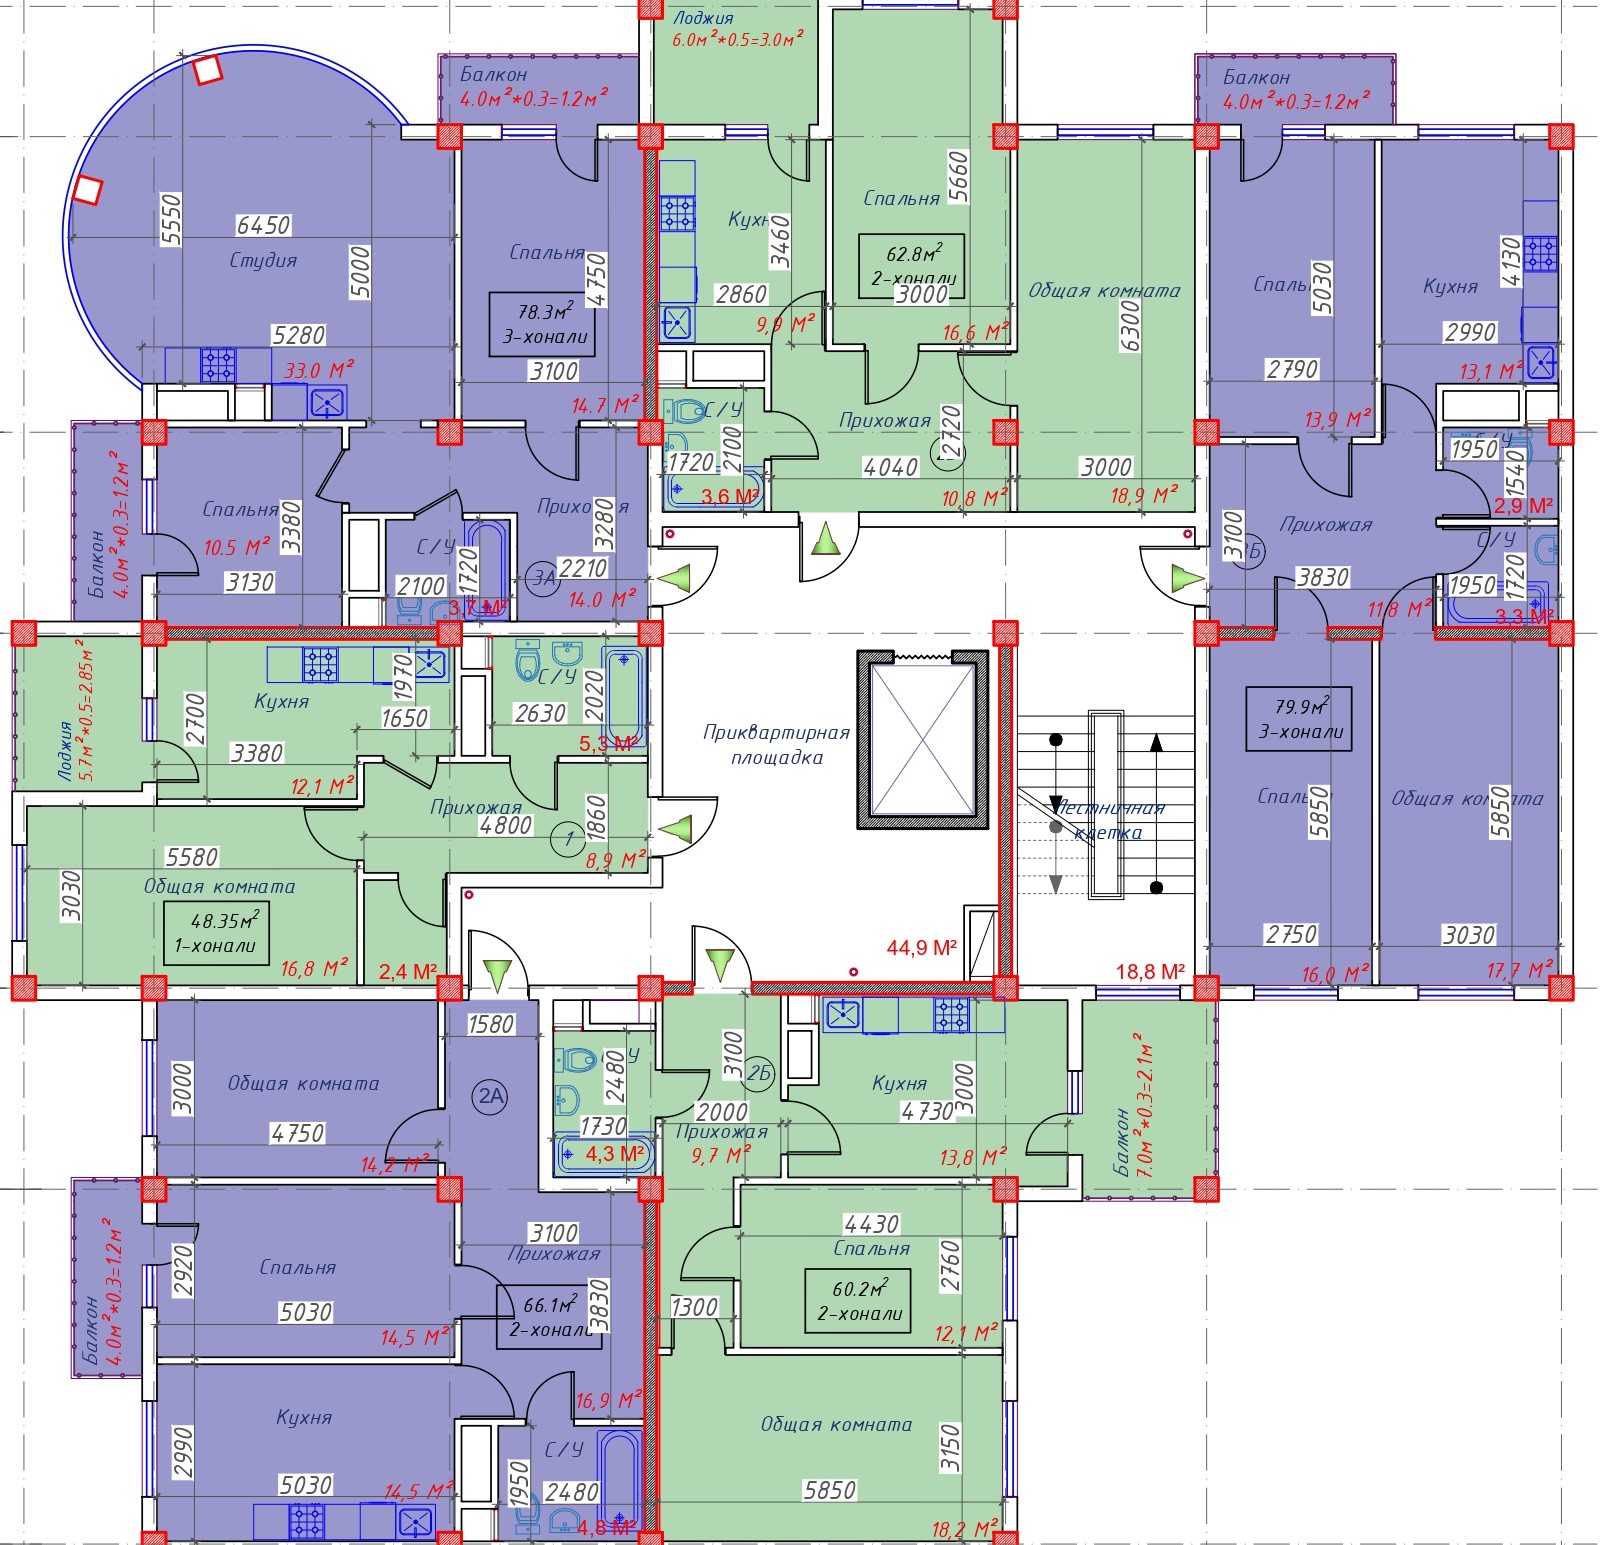 Лоджия
6.0м²*0.5=3.0м²
Балкон
4.0м²*0.3=1.2м²
Балкон
4.0м²*0.3=1.2м²
5550
6450
Студия
5000
5280
33.0 М²
Спальня
4750
78.3м²
3-хонали
3100
14.7 М²
3460
2860
9,9 М²
Спальня
5660
62.8м²
2-хонали
3000
16,6 М²
Общая комната
6300
3000
18,9 М²
5030
2790
13,9 М²
Кухня
4130
2990
13,1 М²
Балкон
4.0м²*0.3=1.2м²
Спальня
10.5 М²
3380
3130
С/У
2100
1720
3,7 М²
3280
3А
2210
14.0 М²
С/У
1720
2100
3,6 М²
Прихожая
2720
4040
10,8 М²
3100
Прихожая
3830
11,8 М²
С/У
1950
1540
2,9 М²
С/У
1950
1720
3,3 М²
Лоджия
5.7м²*0.5=2.85м²
2700
Кухня
1970
1650
3380
12,1 М²
С/У
2630
2020
5,3 М²
Прихожая
4800
1860
1
8,9 М²
5580
Общая комната
3030
48.35м²
1-хонали
16,8 М²
2,4 М²
Приквартирная
площадка
44,9 М²
Лестничная
клетка
18,8 М²
79.9м²
3-хонали
5850
2750
16,0 М²
Общая комната
5850
3030
17,7 М²
3000
Общая комната
4750
14,2 М²
1580
2А
2480
1730
4,3 М²
3100
2Б
2000
Прихожая
9,7 М²
Кухня
4730
3000
13,8 М²
Балкон
7.0м²*0.3=2.1м²
Балкон
4.0м²*0.3=1.2м²
2920
Спальня
5030
14,5 М²
3100
Прихожая
66.1м²
2-хонали
3830
16,9 М²
1300
4430
Спальня
2760
60.2м²
2-хонали
12,1 М²
2990
Кухня
5030
14,5 М²
С/У
1950
2480
4,8 М²
Общая комната
3150
5850
18,2 М²